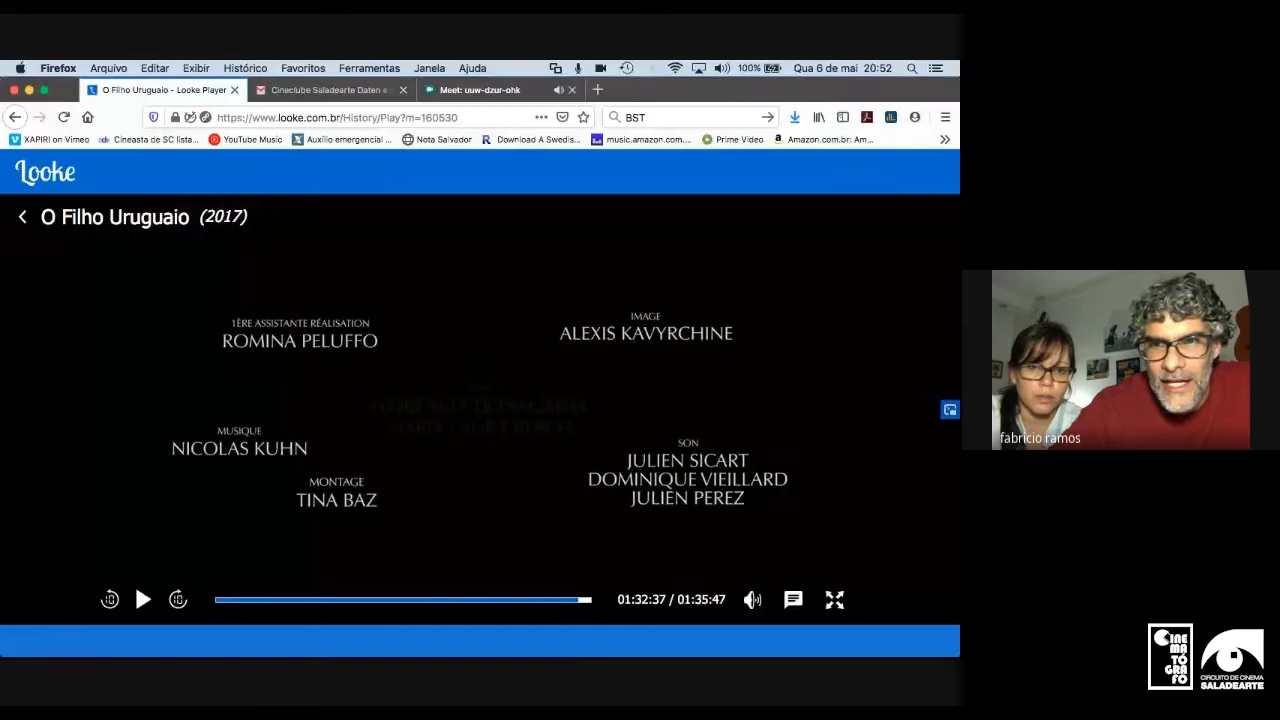 Firefox Arquivo Editar Exibir Histórico Favoritos Ferramentas Janela Ajuda 100% Qua 6 de mai 20:52
O Filho Uruguaio - Looke Player Cineclube Saladearte Daten e Meet: uuw-dzur-ohk
https://www.looke.com.br/History/Play?m=160530 BST
XAPIRI on Vimeo Cineasta de SC lista... YouTube Music Auxílio emergencial ... Nota Salvador Download A Swedis... music.amazon.com.... Prime Video Amazon.com.br: Am...
Looke
O Filho Uruguaio (2017)
1ÈRE ASSISTANTE RÉALISATION
ROMINA PELUFFO
IMAGE
ALEXIS KAVYRCHINE
MUSIQUE
NICOLAS KUHN
MONTAGE
TINA BAZ
SON
JULIEN SICART
DOMINIQUE VIEILLARD
JULIEN PEREZ
10 10 01:32:37 / 01:35:47
fabricio ramos
CINEMATÓGRAFO
CIRCUITO DE CINEMA
SALADEARTE